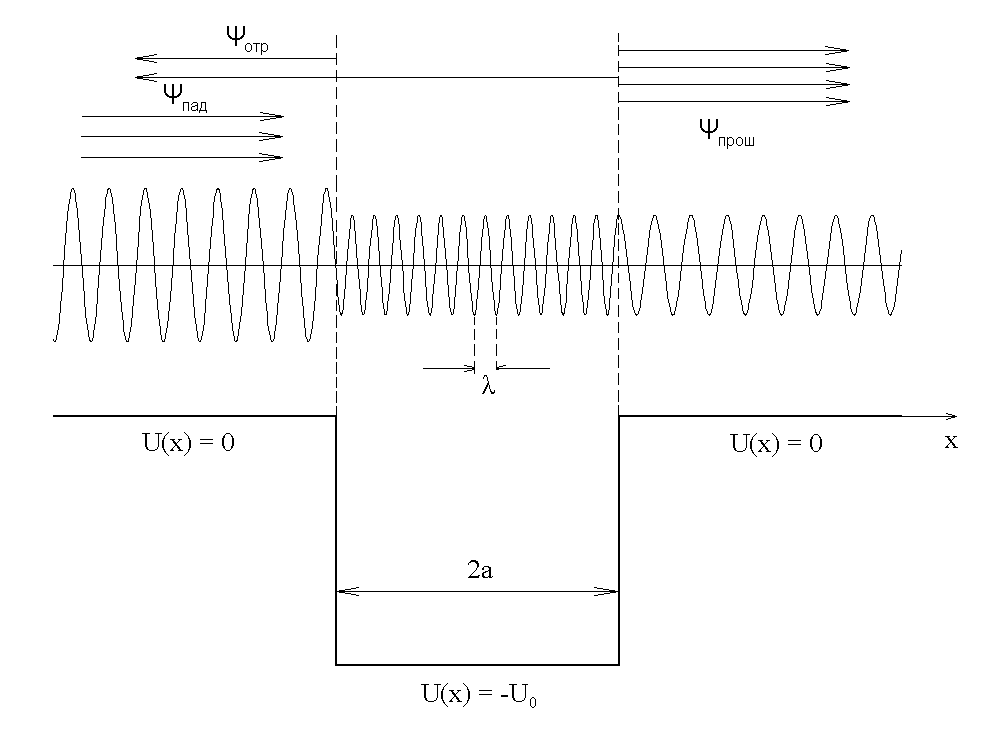 Ψотр
Ψпад
Ψпрош
λ
U(x) = 0
U(x) = 0
x
2a
U(x) = -U₀